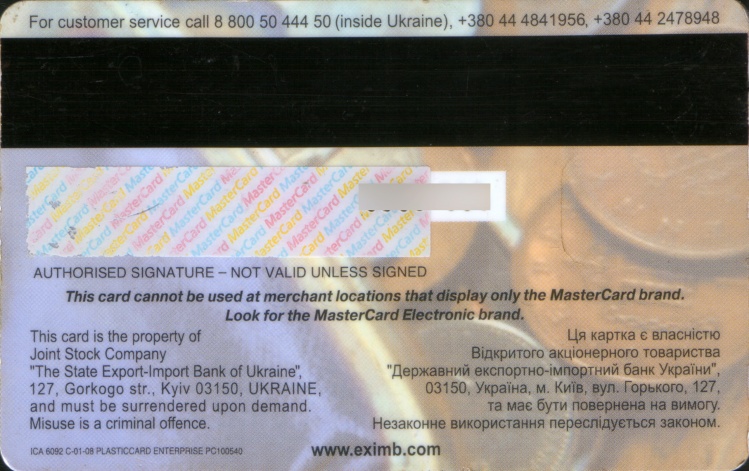 For customer service call 8 800 50 444 50 (inside Ukraine), +380 44 4841956, +380 44 2478948
MasterCard MasterCard MasterCard MasterCard
AUTHORISED SIGNATURE – NOT VALID UNLESS SIGNED
This card cannot be used at merchant locations that display only the MasterCard brand.
Look for the MasterCard Electronic brand.
This card is the property of
Joint Stock Company
"The State Export-Import Bank of Ukraine",
127, Gorkogo str., Kyiv 03150, UKRAINE,
and must be surrendered upon demand.
Misuse is a criminal offence.
Ця картка є власністю
Відкритого акціонерного товариства
"Державний експортно-імпортний банк України",
03150, Україна, м. Київ, вул. Горького, 127,
та має бути повернена на вимогу.
Незаконне використання переслідується законом.
ICA 6092 C-01-08 PLASTICCARD ENTERPRISE PC100540
www.eximb.com